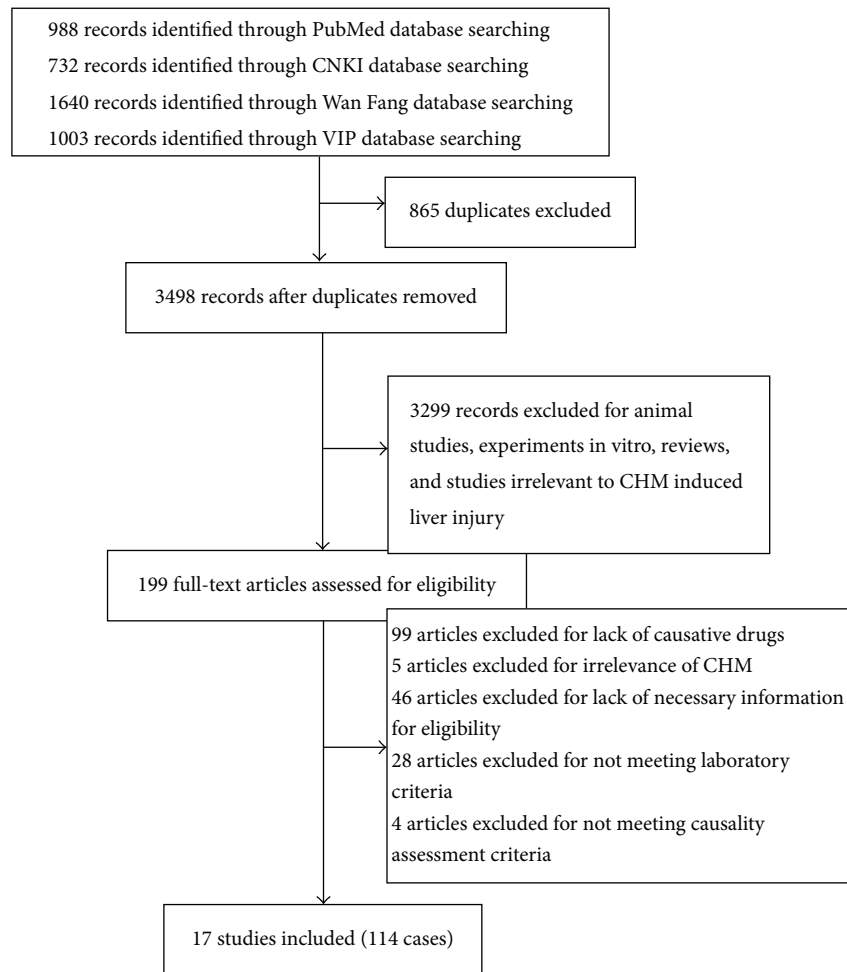 988 records identified through PubMed database searching
732 records identified through CNKI database searching
1640 records identified through Wan Fang database searching
1003 records identified through VIP database searching
865 duplicates excluded
3498 records after duplicates removed
3299 records excluded for animal
studies, experiments in vitro, reviews,
and studies irrelevant to CHM induced
liver injury
199 full-text articles assessed for eligibility
99 articles excluded for lack of causative drugs
5 articles excluded for irrelevance of CHM
46 articles excluded for lack of necessary information
for eligibility
28 articles excluded for not meeting laboratory
criteria
4 articles excluded for not meeting causality
assessment criteria
17 studies included (114 cases)